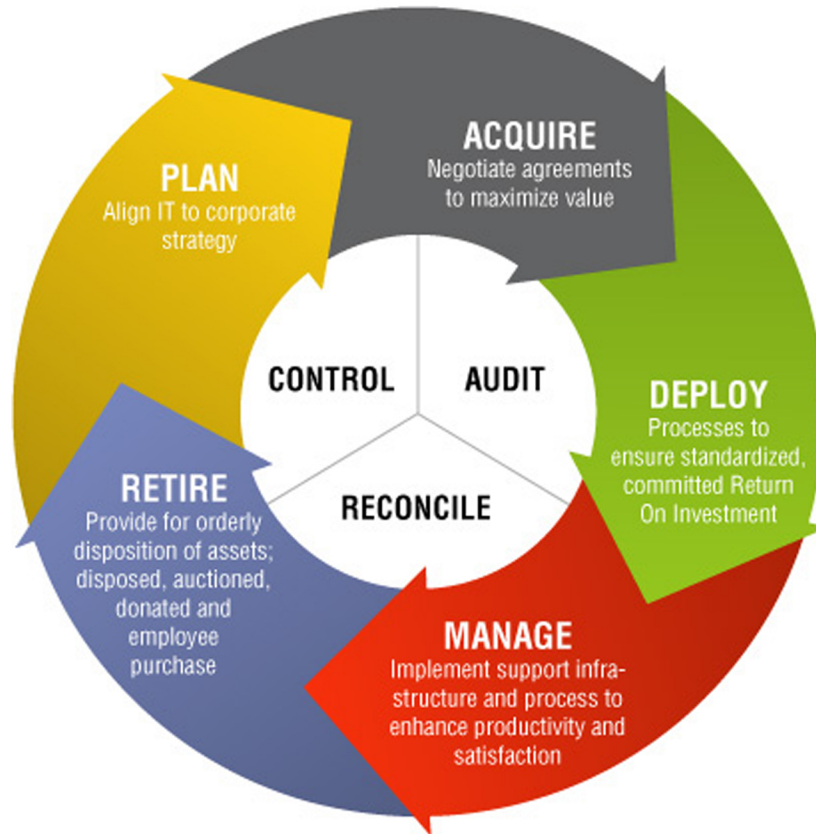 PLAN
Align IT to corporate
strategy
ACQUIRE
Negotiate agreements
to maximize value
DEPLOY
Processes to
ensure standardized,
committed Return
On Investment
MANAGE
Implement support infra-
structure and process to
enhance productivity and
satisfaction
RETIRE
Provide for orderly
disposition of assets;
disposed, auctioned,
donated and
employee
purchase
CONTROL
AUDIT
RECONCILE